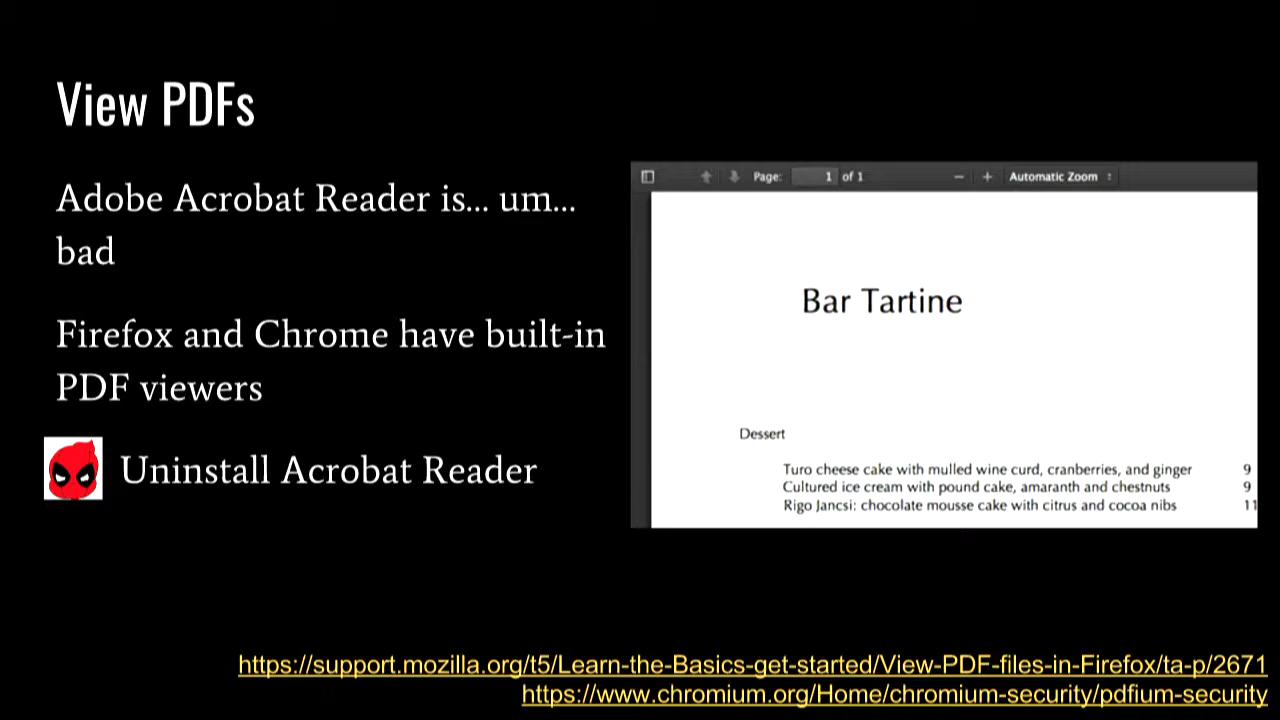 View PDFs
Adobe Acrobat Reader is... um...
bad
Firefox and Chrome have built-in
PDF viewers
Uninstall Acrobat Reader
Page: 1 of 1 Automatic Zoom
Bar Tartine
Dessert
Turo cheese cake with mulled wine curd, cranberries, and ginger 9
Cultured ice cream with pound cake, amaranth and chestnuts 9
Rigo Jancsi: chocolate mousse cake with citrus and cocoa nibs 11
https://support.mozilla.org/t5/Learn-the-Basics-get-started/View-PDF-files-in-Firefox/ta-p/2671
https://www.chromium.org/Home/chromium-security/pdfium-security